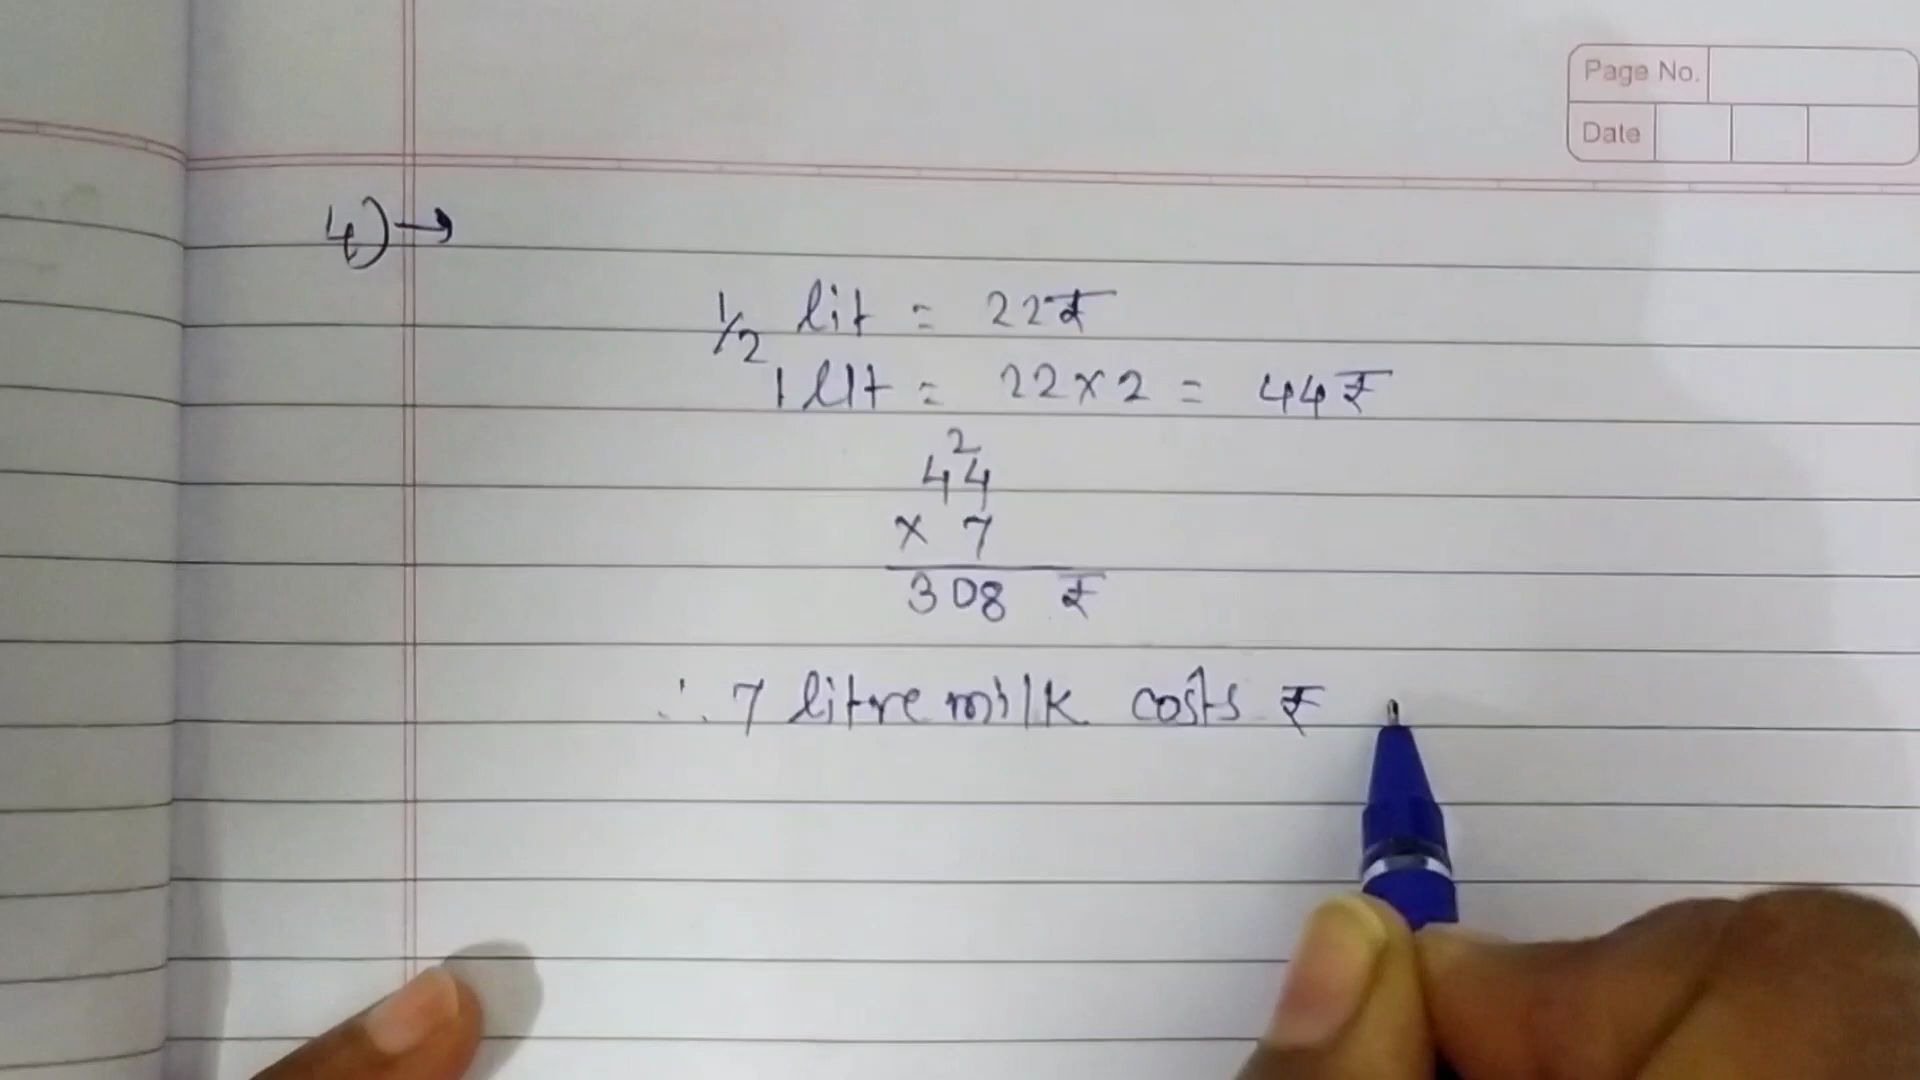 Page No.
Date
4) →
1/2 lit = 22₹
1 lit = 22 × 2 = 44₹
2
44
× 7
308 ₹
∴ 7 litre milk costs ₹